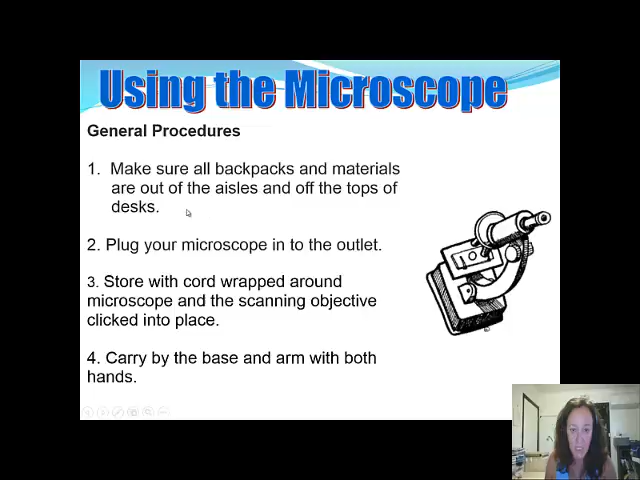 Using the Microscope
General Procedures
1. Make sure all backpacks and materials
are out of the aisles and off the tops of
desks.
2. Plug your microscope in to the outlet.
3. Store with cord wrapped around
microscope and the scanning objective
clicked into place.
4. Carry by the base and arm with both
hands.